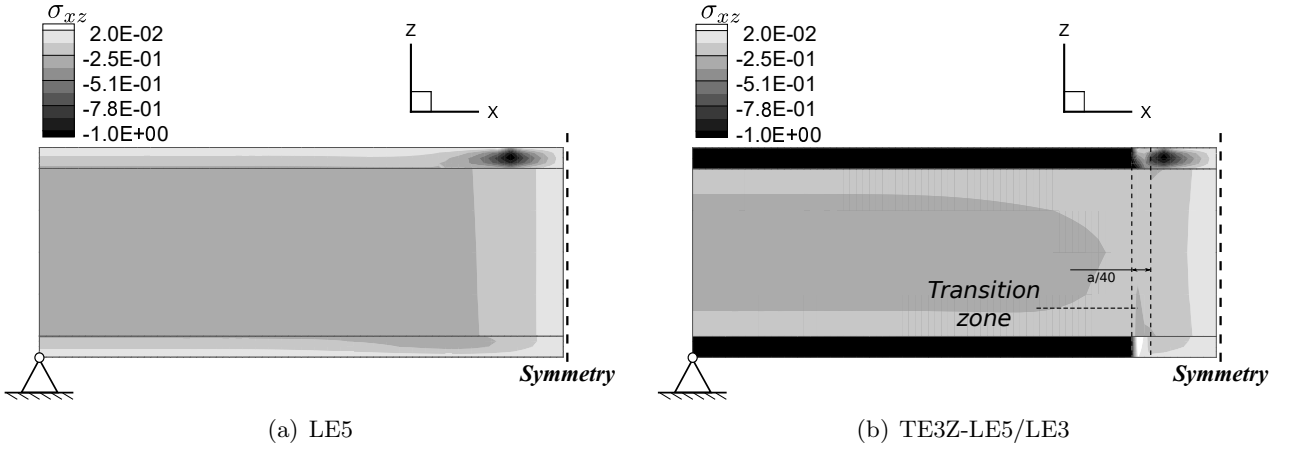 σxz
2.0E-02
-2.5E-01
-5.1E-01
-7.8E-01
-1.0E+00
Z
X
Symmetry
(a) LE5
σxz
2.0E-02
-2.5E-01
-5.1E-01
-7.8E-01
-1.0E+00
Z
X
a/40
Transition
zone
Symmetry
(b) TE3Z-LE5/LE3